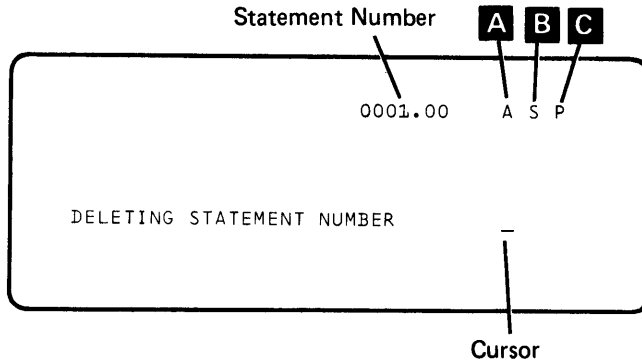 Statement Number A B C
0001.00 A S P
DELETING STATEMENT NUMBER _
Cursor